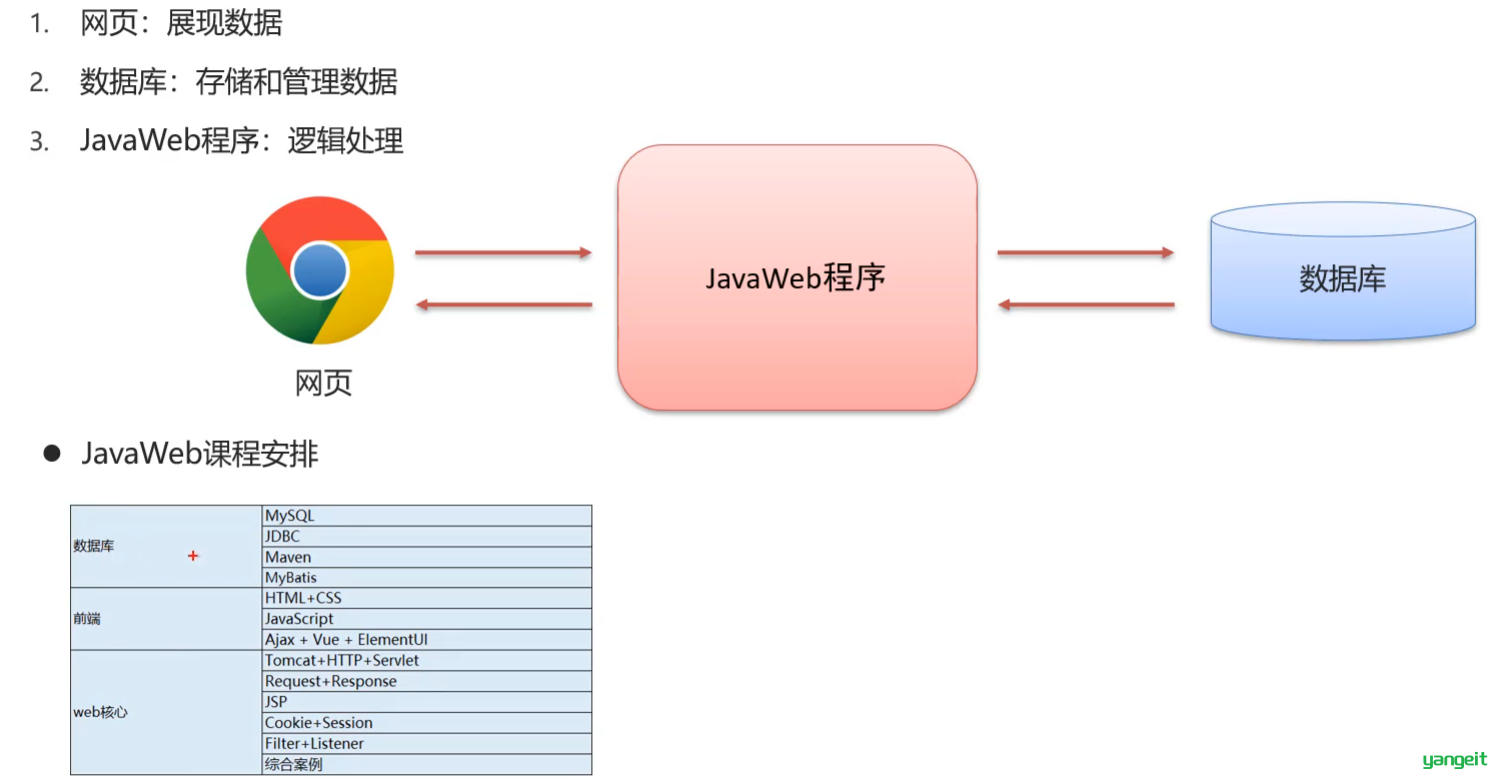 1. 网页：展现数据
2. 数据库：存储和管理数据
3. JavaWeb程序：逻辑处理
JavaWeb程序
数据库
网页
● JavaWeb课程安排
数据库
MySQL
JDBC
Maven
MyBatis
前端
HTML+CSS
JavaScript
Ajax + Vue + ElementUI
web核心
Tomcat+HTTP+Servlet
Request+Response
JSP
Cookie+Session
Filter+Listener
综合案例
yangeit